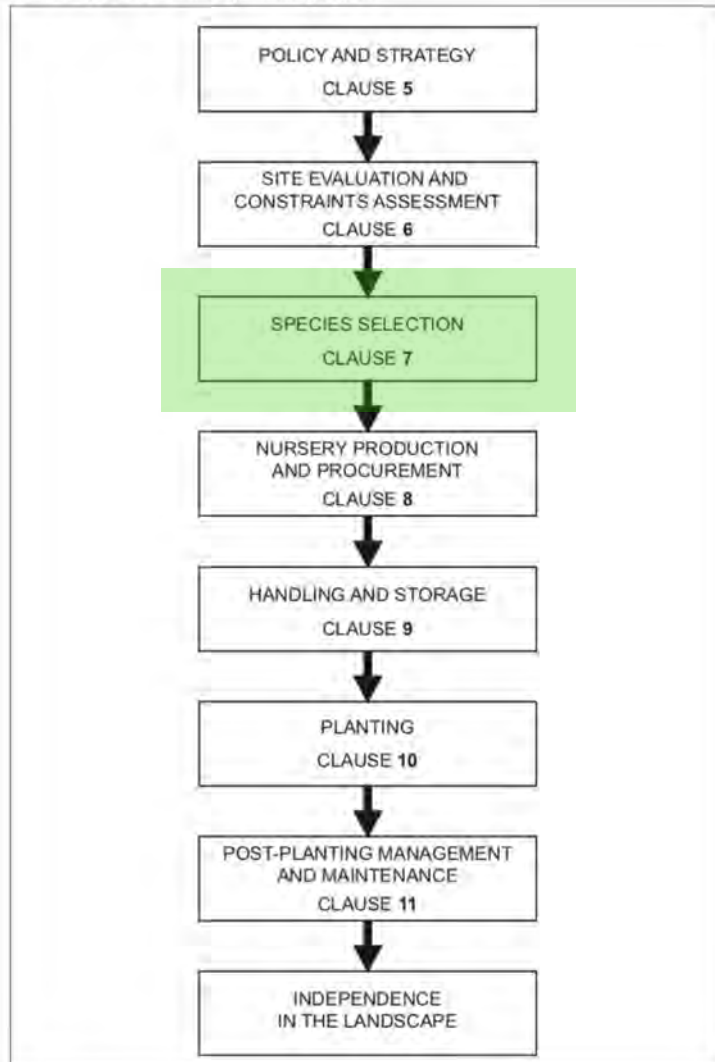 POLICY AND STRATEGY
CLAUSE 5
SITE EVALUATION AND
CONSTRAINTS ASSESSMENT
CLAUSE 6
SPECIES SELECTION
CLAUSE 7
NURSERY PRODUCTION
AND PROCUREMENT
CLAUSE 8
HANDLING AND STORAGE
CLAUSE 9
PLANTING
CLAUSE 10
POST-PLANTING MANAGEMENT
AND MAINTENANCE
CLAUSE 11
INDEPENDENCE
IN THE LANDSCAPE